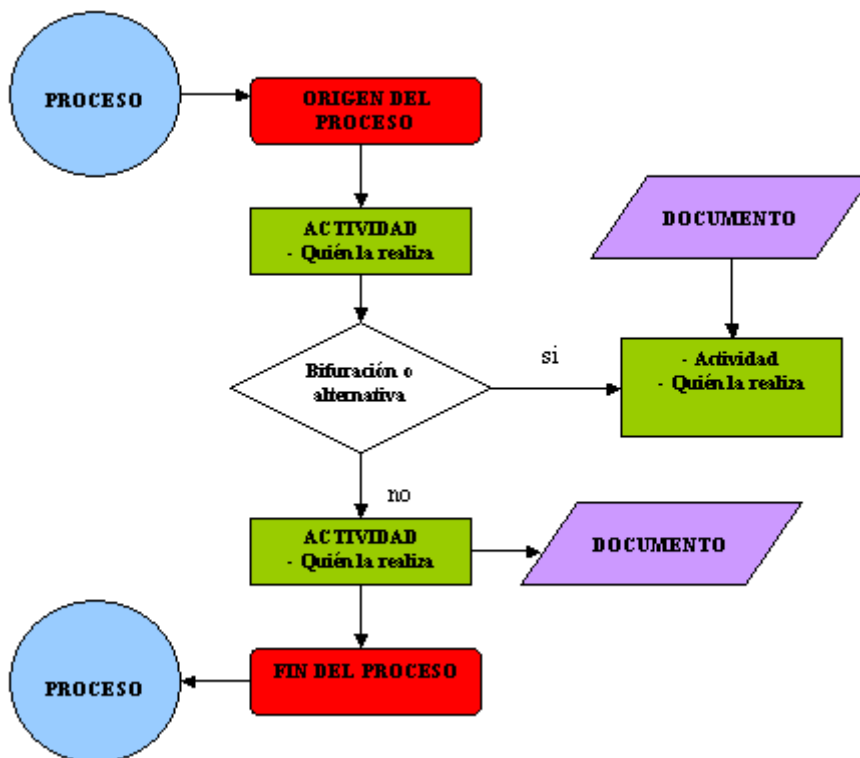 PROCESO
ORIGEN DEL
PROCESO
ACTIVIDAD
- Quién la realiza
DOCUMENTO
Bifuración o
alternativa
si
- Actividad
- Quién la realiza
no
ACTIVIDAD
- Quién la realiza
DOCUMENTO
FIN DEL PROCESO
PROCESO